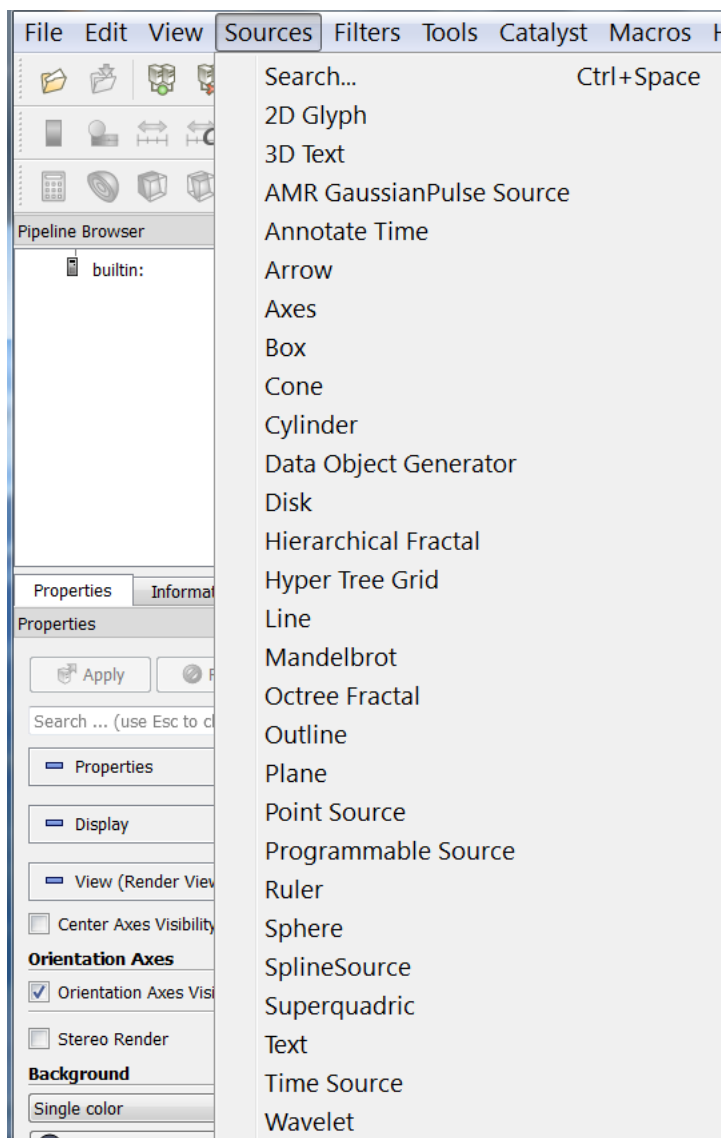 File Edit View Sources Filters Tools Catalyst Macros
Search... Ctrl+Space
2D Glyph
3D Text
AMR GaussianPulse Source
Annotate Time
Arrow
Axes
Box
Cone
Cylinder
Data Object Generator
Disk
Hierarchical Fractal
Hyper Tree Grid
Line
Mandelbrot
Octree Fractal
Outline
Plane
Point Source
Programmable Source
Ruler
Sphere
SplineSource
Superquadric
Text
Time Source
Wavelet
Pipeline Browser
builtin:
Properties Informat
Properties
Apply
Search ... (use Esc to cl
Properties
Display
View (Render View
Center Axes Visibility
Orientation Axes
Orientation Axes Visi
Stereo Render
Background
Single color